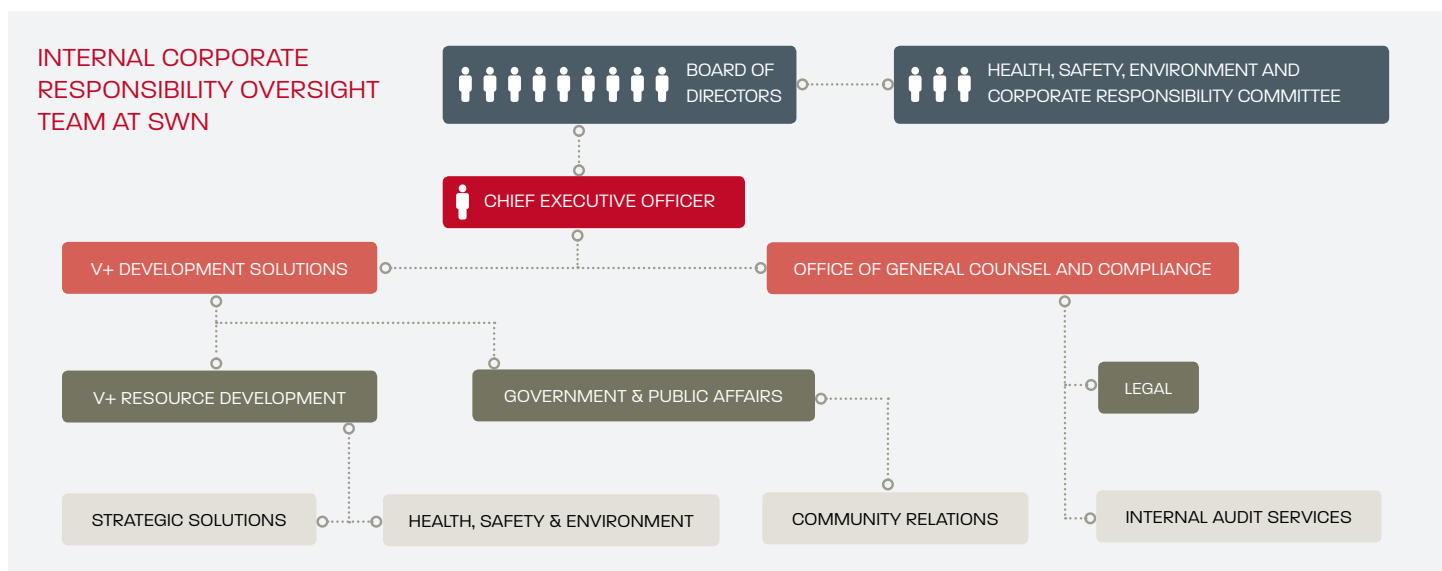 INTERNAL CORPORATE
RESPONSIBILITY OVERSIGHT
TEAM AT SWN
BOARD OF
DIRECTORS
HEALTH, SAFETY, ENVIRONMENT AND
CORPORATE RESPONSIBILITY COMMITTEE
CHIEF EXECUTIVE OFFICER
V+ DEVELOPMENT SOLUTIONS
OFFICE OF GENERAL COUNSEL AND COMPLIANCE
V+ RESOURCE DEVELOPMENT
GOVERNMENT & PUBLIC AFFAIRS
LEGAL
STRATEGIC SOLUTIONS
HEALTH, SAFETY & ENVIRONMENT
COMMUNITY RELATIONS
INTERNAL AUDIT SERVICES